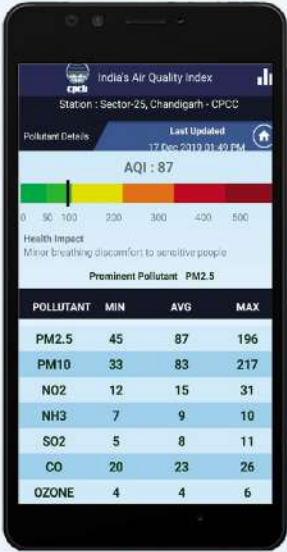 cpcb
India's Air Quality Index
Station : Sector-25, Chandigarh - CPCC
Pollutant Details
Last Updated
17 Dec 2019 01:49 PM
AQI : 87
0 50 100 200 300 400 500
Health Impact
Minor breathing discomfort to sensitive people
Prominent Pollutant PM2.5
POLLUTANT MIN AVG MAX
PM2.5 45 87 196
PM10 33 83 217
NO2 12 15 31
NH3 7 9 10
SO2 5 8 11
CO 20 23 26
OZONE 4 4 6